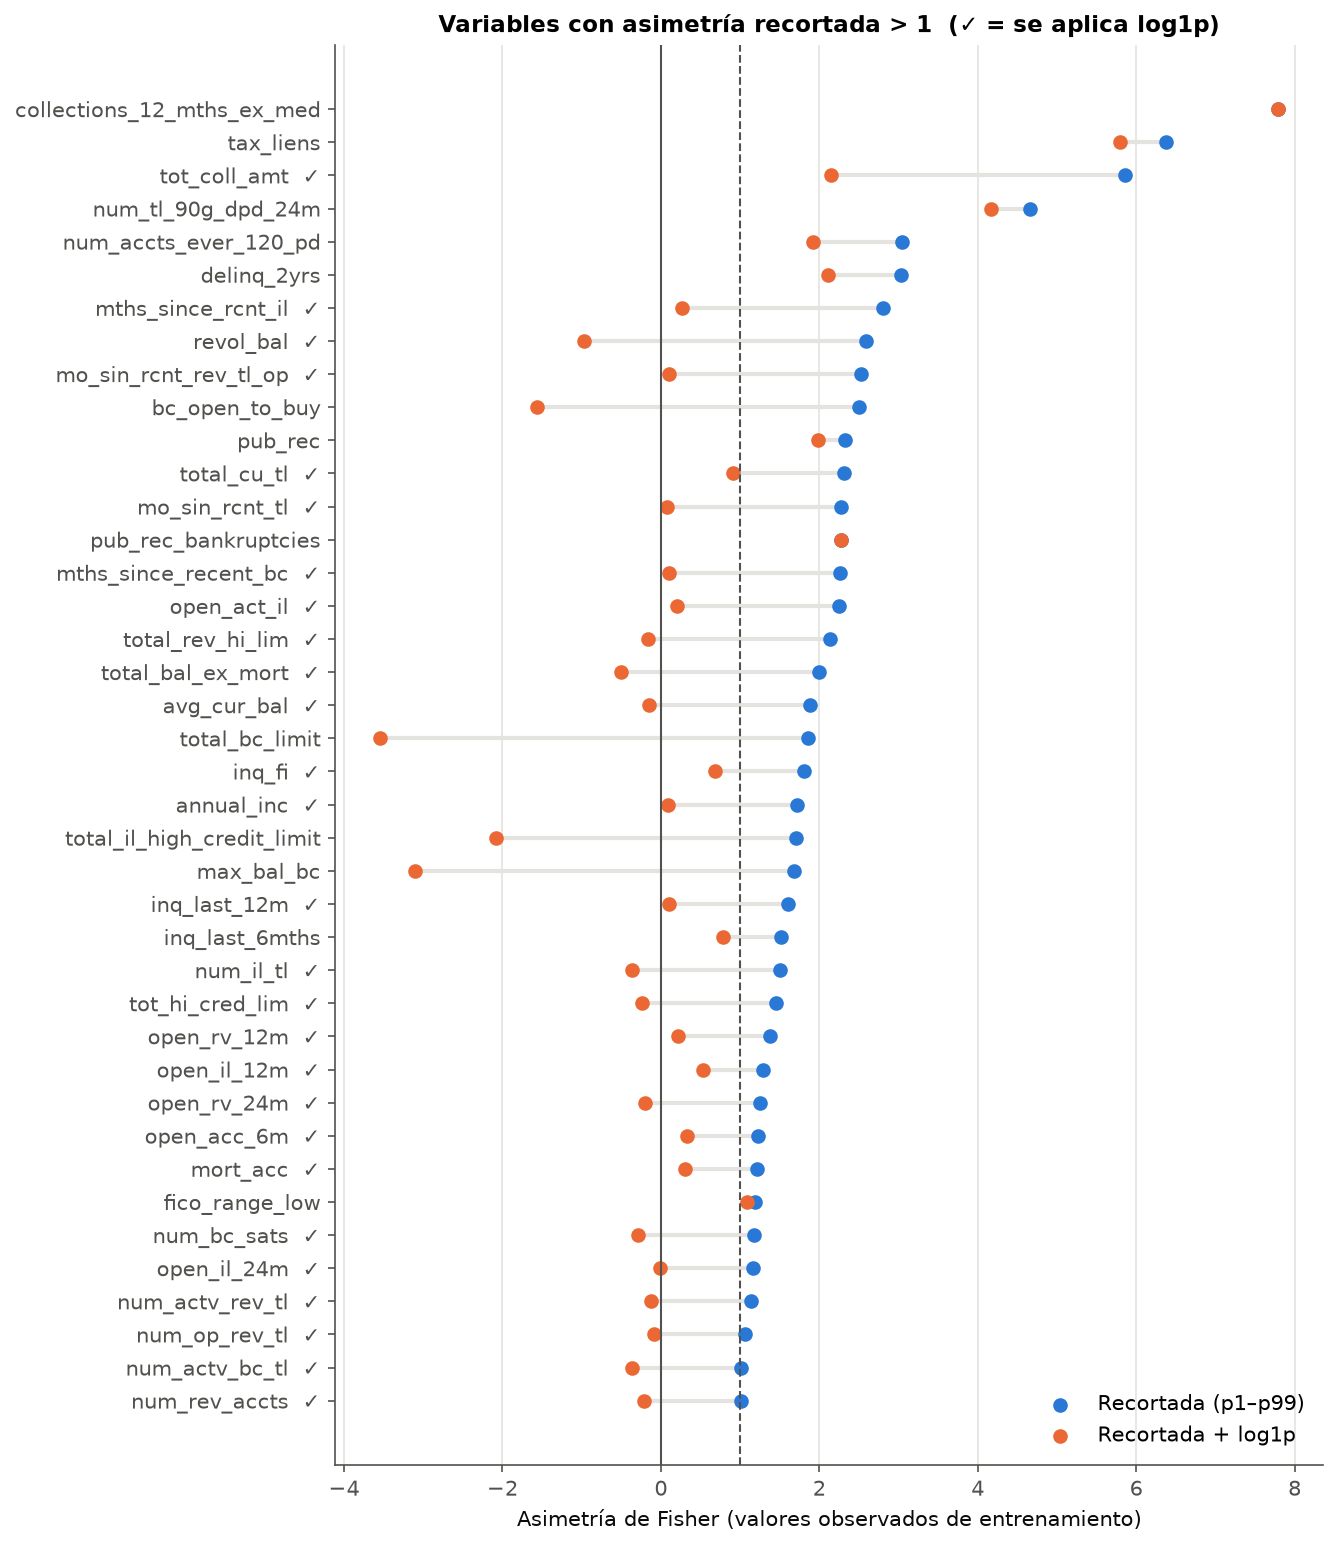 Variables con asimetría recortada > 1  (✓ = se aplica log1p)
collections_12_mths_ex_med
tax_liens
tot_coll_amt ✓
num_tl_90g_dpd_24m
num_accts_ever_120_pd
delinq_2yrs
mths_since_rcnt_il ✓
revol_bal ✓
mo_sin_rcnt_rev_tl_op ✓
bc_open_to_buy
pub_rec
total_cu_tl ✓
mo_sin_rcnt_tl ✓
pub_rec_bankruptcies
mths_since_recent_bc ✓
open_act_il ✓
total_rev_hi_lim ✓
total_bal_ex_mort ✓
avg_cur_bal ✓
total_bc_limit
inq_fi ✓
annual_inc ✓
total_il_high_credit_limit
max_bal_bc
inq_last_12m ✓
inq_last_6mths
num_il_tl ✓
tot_hi_cred_lim ✓
open_rv_12m ✓
open_il_12m ✓
open_rv_24m ✓
open_acc_6m ✓
mort_acc ✓
fico_range_low
num_bc_sats ✓
open_il_24m ✓
num_actv_rev_tl ✓
num_op_rev_tl ✓
num_actv_bc_tl ✓
num_rev_accts ✓
Recortada (p1–p99)
Recortada + log1p
−4 −2 0 2 4 6 8
Asimetría de Fisher (valores observados de entrenamiento)